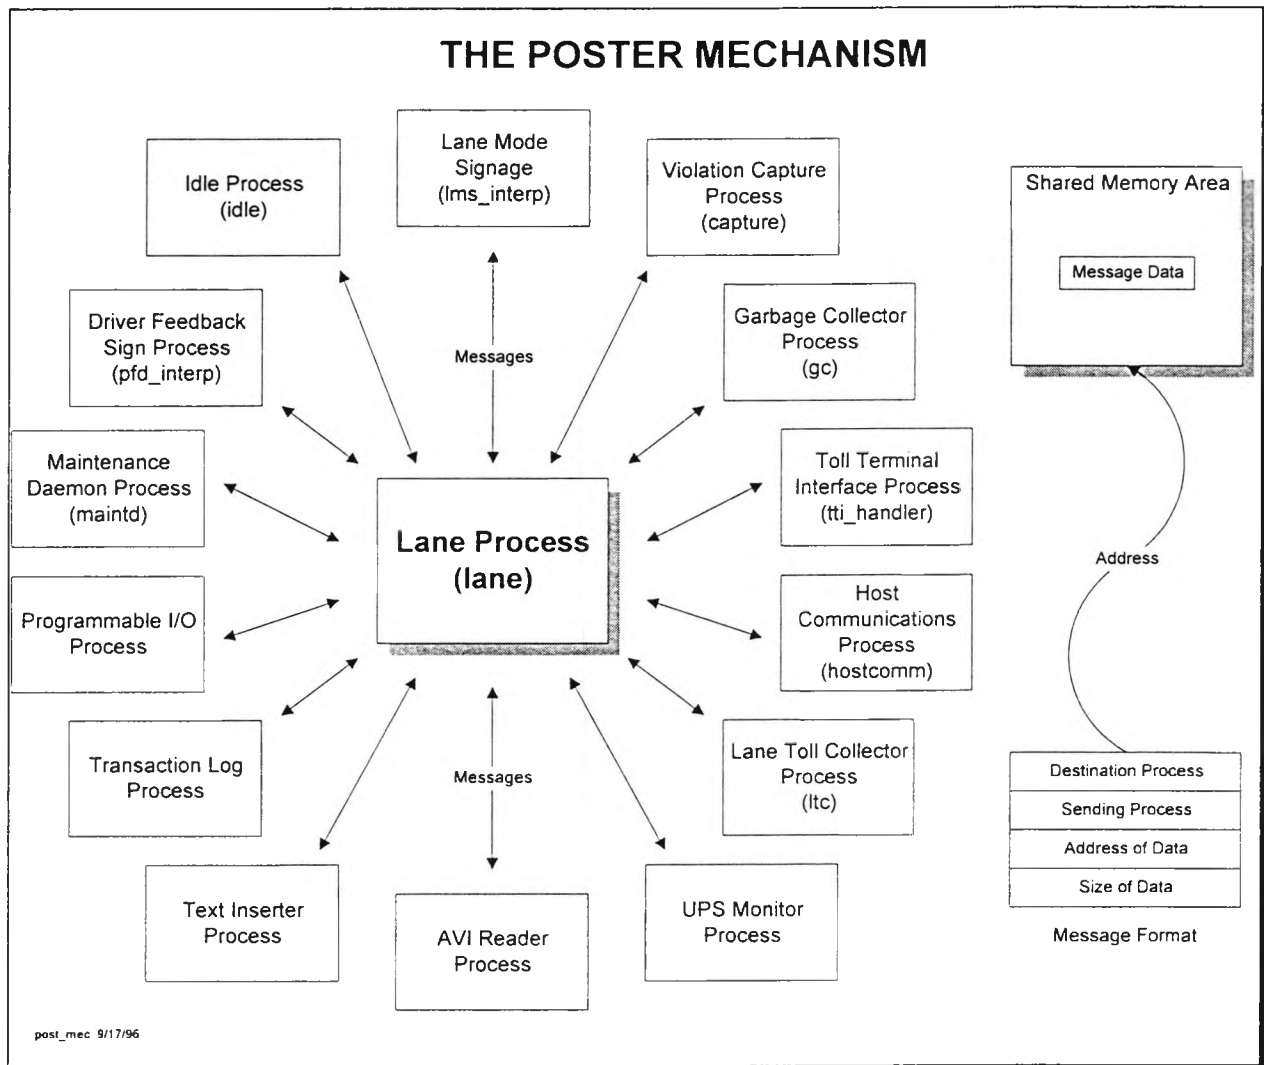 THE POSTER MECHANISM
Lane Mode
Signage
(lms_interp)
Idle Process
(idle)
Violation Capture
Process
(capture)
Shared Memory Area
Message Data
Driver Feedback
Sign Process
(pfd_interp)
Messages
Garbage Collector
Process
(gc)
Maintenance
Daemon Process
(maintd)
Toll Terminal
Interface Process
(tti_handler)
Lane Process
(lane)
Address
Programmable I/O
Process
Host
Communications
Process
(hostcomm)
Transaction Log
Process
Messages
Lane Toll Collector
Process
(ltc)
Destination Process
Sending Process
Address of Data
Size of Data
Message Format
Text Inserter
Process
AVI Reader
Process
UPS Monitor
Process
post_mec 9/17/96